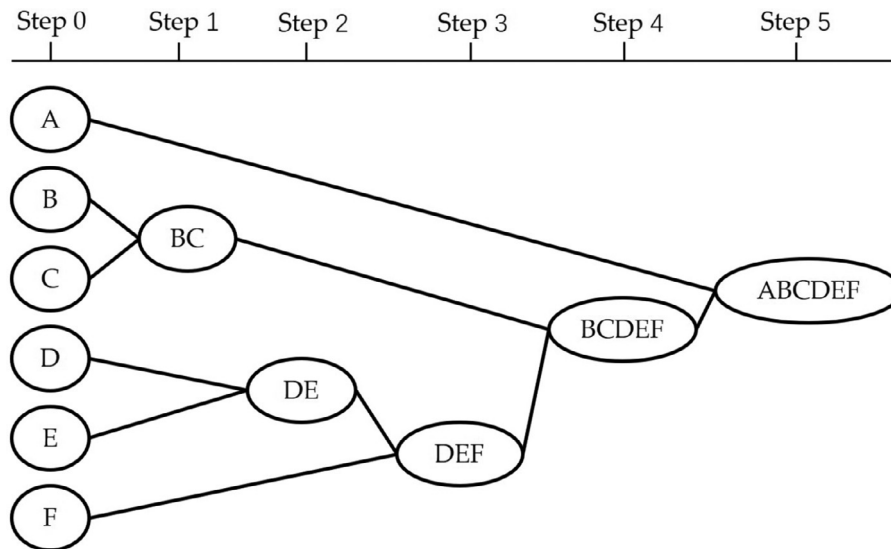 Step 0 Step 1 Step 2 Step 3 Step 4 Step 5
A
B
BC
C
ABCDEF
BCDEF
D
DE
E
DEF
F